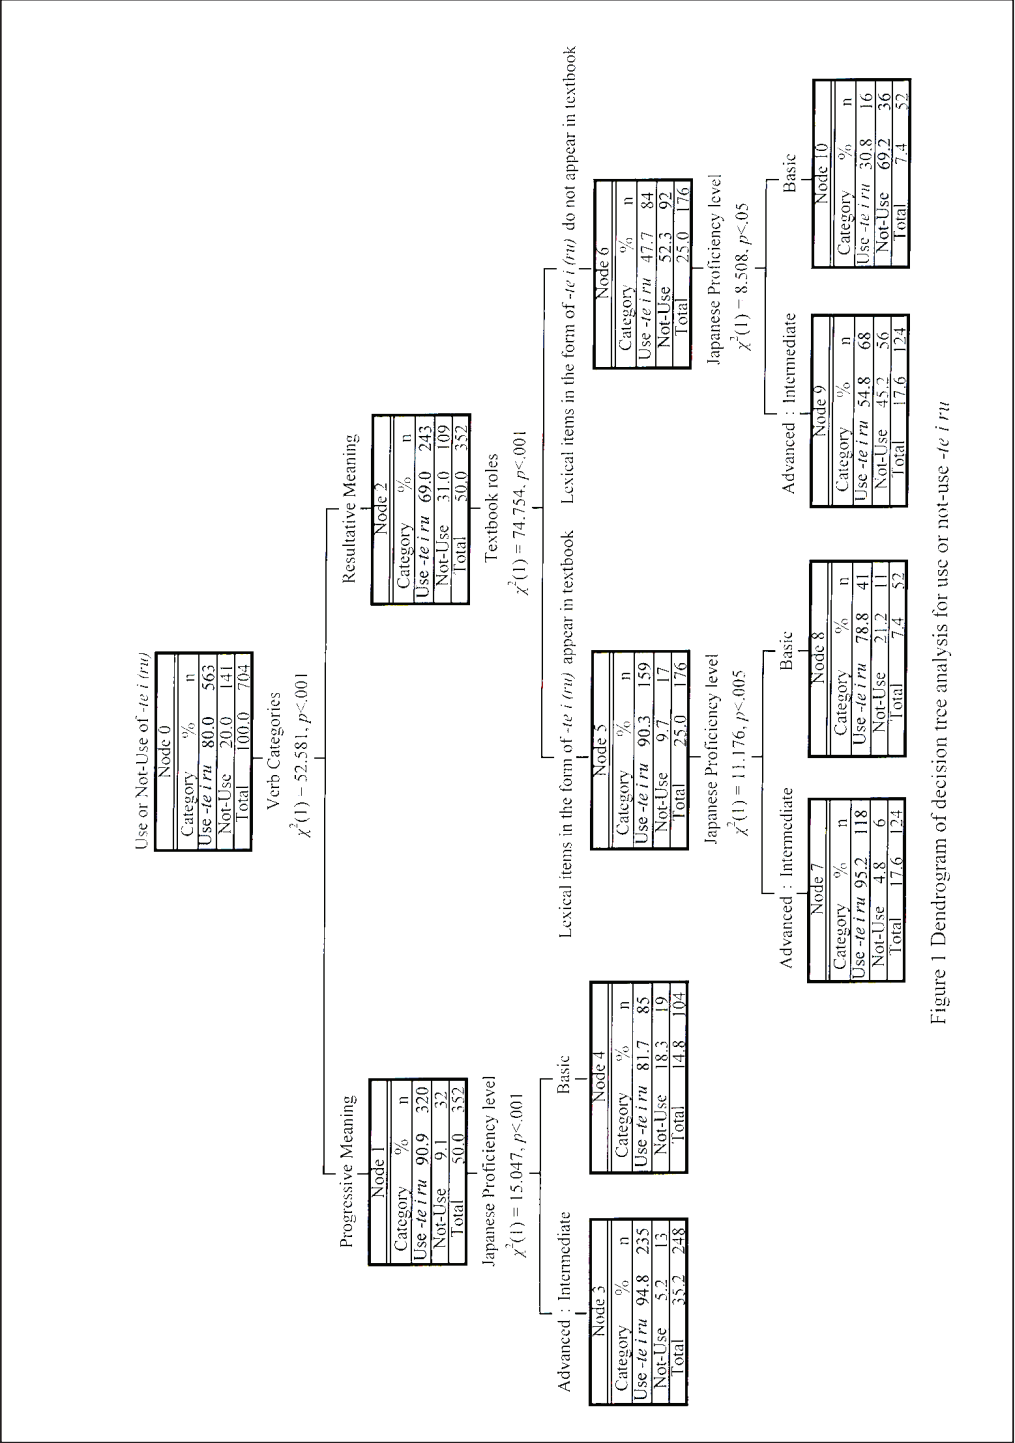 Use or Not-Use of -te i (ru)
Node 0
Category % n
Use -te i ru 80.0 563
Not-Use 20.0 141
Total 100.0 704
Verb Categories
χ²(1) = 52.581, p<.001
Progressive Meaning
Node 1
Category % n
Use -te i ru 90.9 320
Not-Use 9.1 32
Total 50.0 352
Japanese Proficiency level
χ²(1) = 15.047, p<.001
Resultative Meaning
Node 2
Category % n
Use -te i ru 69.0 243
Not-Use 31.0 109
Total 50.0 352
Textbook roles
χ²(1) = 74.754, p<.001
Advanced : Intermediate
Node 3
Category % n
Use -te i ru 94.8 235
Not-Use 5.2 13
Total 35.2 248
Basic
Node 4
Category % n
Use -te i ru 81.7 85
Not-Use 18.3 19
Total 14.8 104
Lexical items in the form of -te i (ru) appear in textbook
Node 5
Category % n
Use -te i ru 90.3 159
Not-Use 9.7 17
Total 25.0 176
Japanese Proficiency level
χ²(1) = 11.176, p<.005
Lexical items in the form of -te i (ru) do not appear in textbook
Node 6
Category % n
Use -te i ru 47.7 84
Not-Use 52.3 92
Total 25.0 176
Japanese Proficiency level
χ²(1) = 8.508, p<.05
Advanced : Intermediate
Node 7
Category % n
Use -te i ru 95.2 118
Not-Use 4.8 6
Total 17.6 124
Basic
Node 8
Category % n
Use -te i ru 78.8 41
Not-Use 21.2 11
Total 7.4 52
Advanced : Intermediate
Node 9
Category % n
Use -te i ru 54.8 68
Not-Use 45.2 56
Total 17.6 124
Basic
Node 10
Category % n
Use -te i ru 30.8 16
Not-Use 69.2 36
Total 7.4 52
Figure 1 Dendrogram of decision tree analysis for use or not-use -te i ru